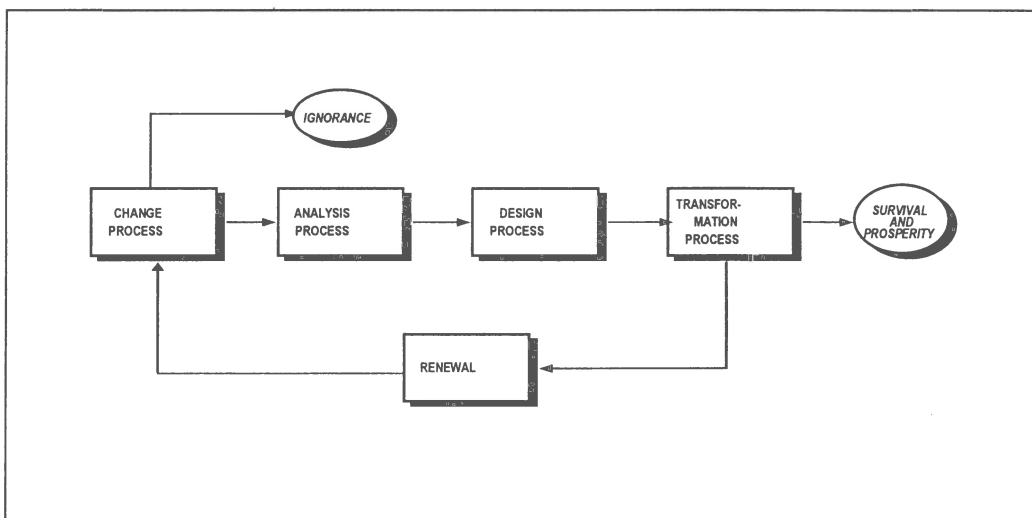 IGNORANCE
CHANGE
PROCESS
ANALYSIS
PROCESS
DESIGN
PROCESS
TRANSFOR-
MATION
PROCESS
SURVIVAL
AND
PROSPERITY
RENEWAL